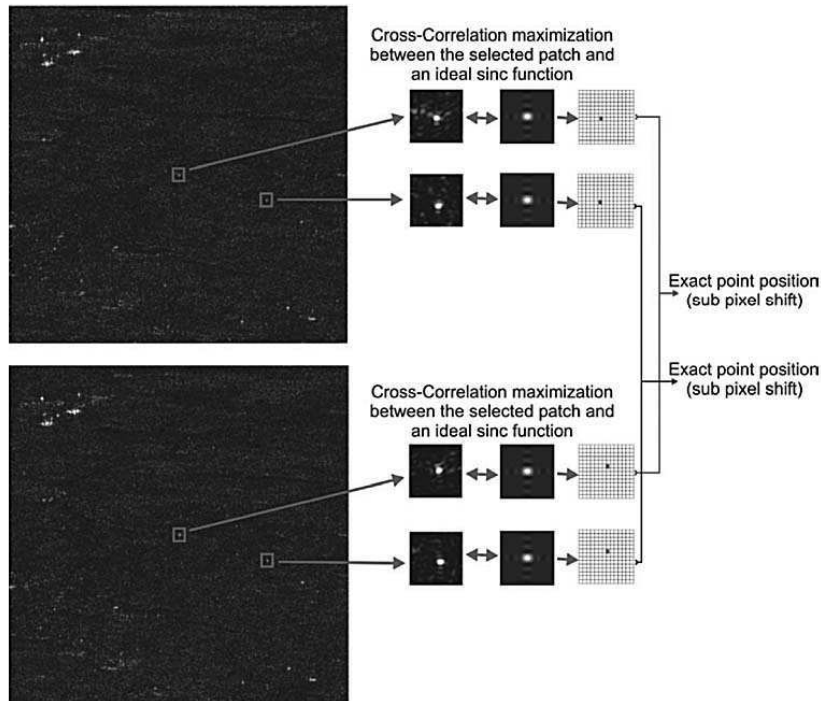 Cross-Correlation maximization
between the selected patch and
an ideal sinc function
Exact point position
(sub pixel shift)
Exact point position
(sub pixel shift)
Cross-Correlation maximization
between the selected patch and
an ideal sinc function